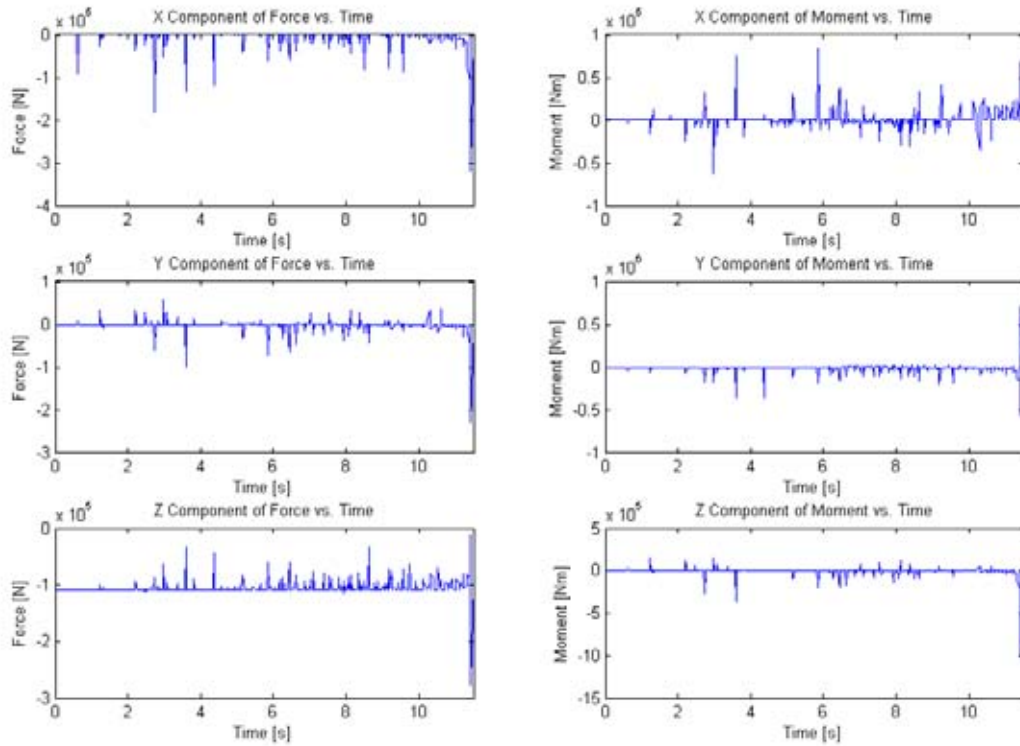 x 10^5
X Component of Force vs. Time
0
-1
-2
-3
-4
Force [N]
0 2 4 6 8 10
Time [s]
x 10^6
X Component of Moment vs. Time
1
0.5
0
-0.5
-1
Moment [Nm]
0 2 4 6 8 10
Time [s]
x 10^5
Y Component of Force vs. Time
1
0
-1
-2
-3
Force [N]
0 2 4 6 8 10
Time [s]
x 10^6
Y Component of Moment vs. Time
1
0.5
0
-0.5
-1
Moment [Nm]
0 2 4 6 8 10
Time [s]
x 10^5
Z Component of Force vs. Time
0
-1
-2
-3
Force [N]
0 2 4 6 8 10
Time [s]
x 10^5
Z Component of Moment vs. Time
5
0
-5
-10
-15
Moment [Nm]
0 2 4 6 8 10
Time [s]